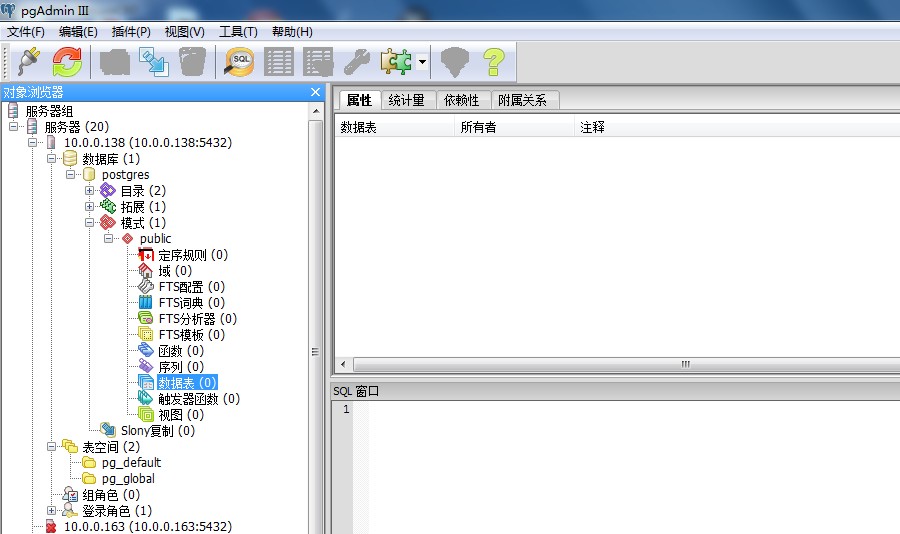 pgAdmin III
文件(F) 编辑(E) 插件(P) 视图(V) 工具(T) 帮助(H)
SQL
对象浏览器
服务器组
服务器 (20)
10.0.0.138 (10.0.0.138:5432)
数据库 (1)
postgres
目录 (2)
拓展 (1)
模式 (1)
public
定序规则 (0)
域 (0)
FTS配置 (0)
FTS词典 (0)
FTS分析器 (0)
FTS模板 (0)
函数 (0)
序列 (0)
数据表 (0)
触发器函数 (0)
视图 (0)
Slony复制 (0)
表空间 (2)
pg_default
pg_global
组角色 (0)
登录角色 (1)
10.0.0.163 (10.0.0.163:5432)
属性 统计量 依赖性 附属关系
数据表 所有者 注释
SQL 窗口
1